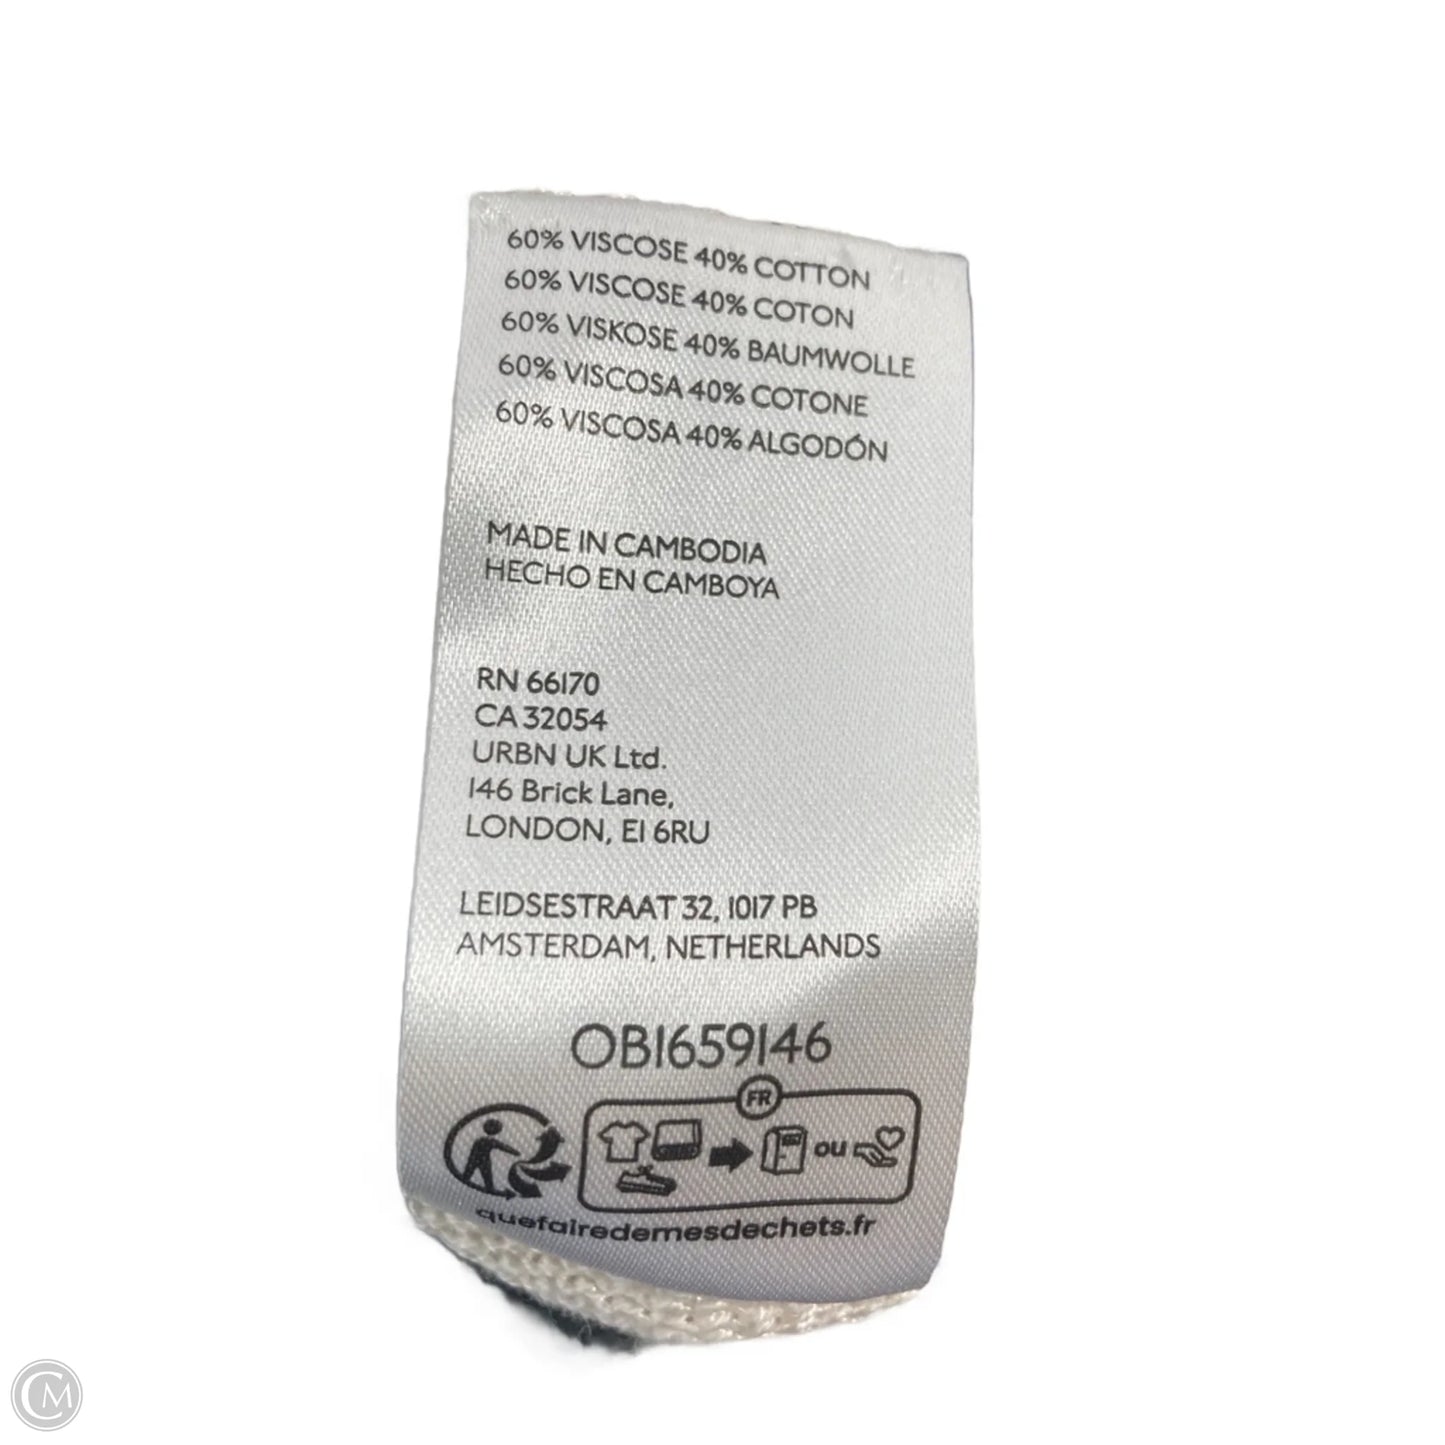 60% VISCOSE 40% COTTON
60% VISCOSE 40% COTON
60% VISKOSE 40% BAUMWOLLE
60% VISCOSA 40% COTONE
60% VISCOSA 40% ALGODÓN
MADE IN CAMBODIA
HECHO EN CAMBOYA
RN 66170
CA 32054
URBN UK Ltd.
146 Brick Lane,
LONDON, E1 6RU
LEIDSESTRAAT 32, 1017 PB
AMSTERDAM, NETHERLANDS
OB1659146
FR
ou
quefairedemesdechets.fr
CM